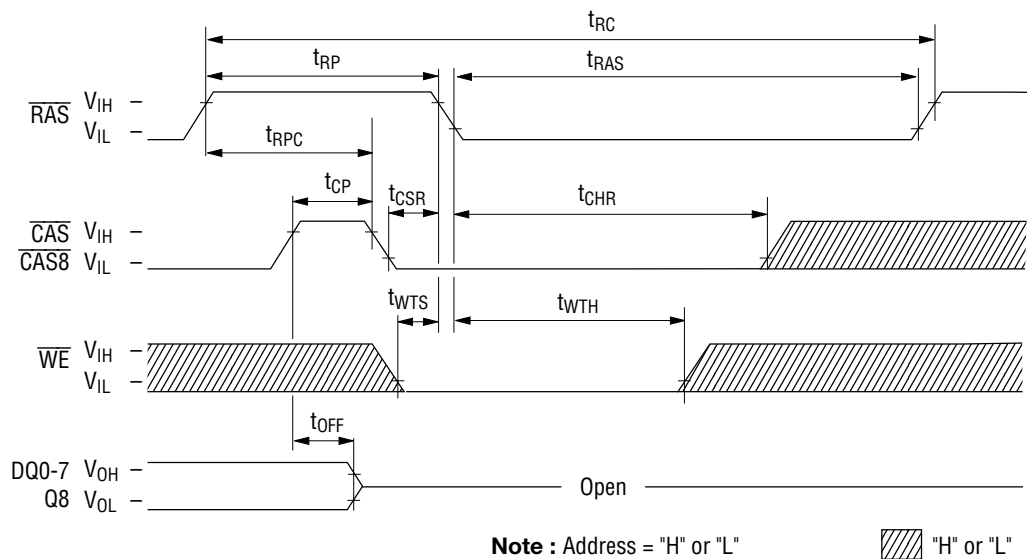 tRC
tRP
tRAS
RAS VIH
VIL
tRPC
tCP
tCSR
tCHR
CAS VIH
CAS8 VIL
tWTS
tWTH
WE VIH
VIL
tOFF
DQ0-7 VOH
Q8 VOL
Open
Note : Address = "H" or "L"
"H" or "L"